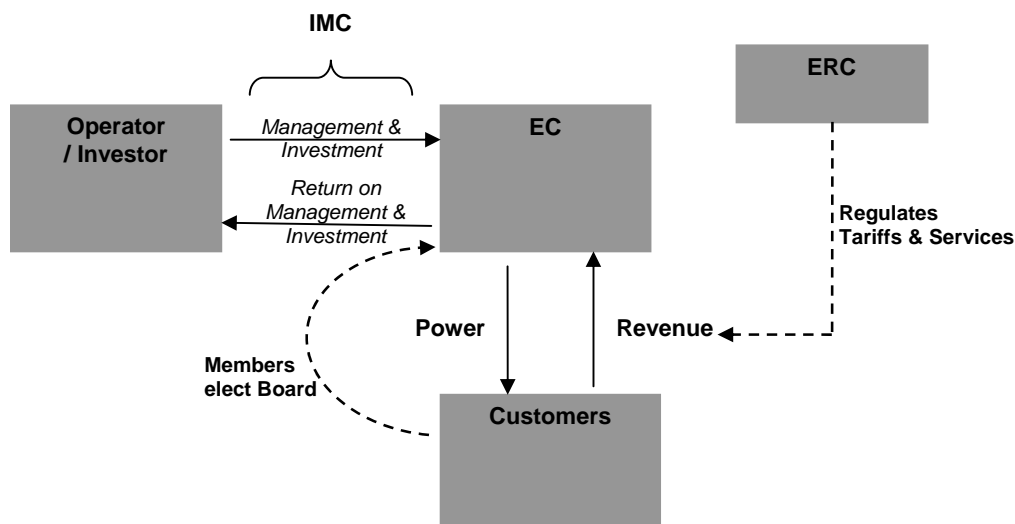 IMC
ERC
Operator
/ Investor
Management &
Investment
EC
Return on
Management &
Investment
Regulates
Tariffs & Services
Power
Revenue
Members
elect Board
Customers